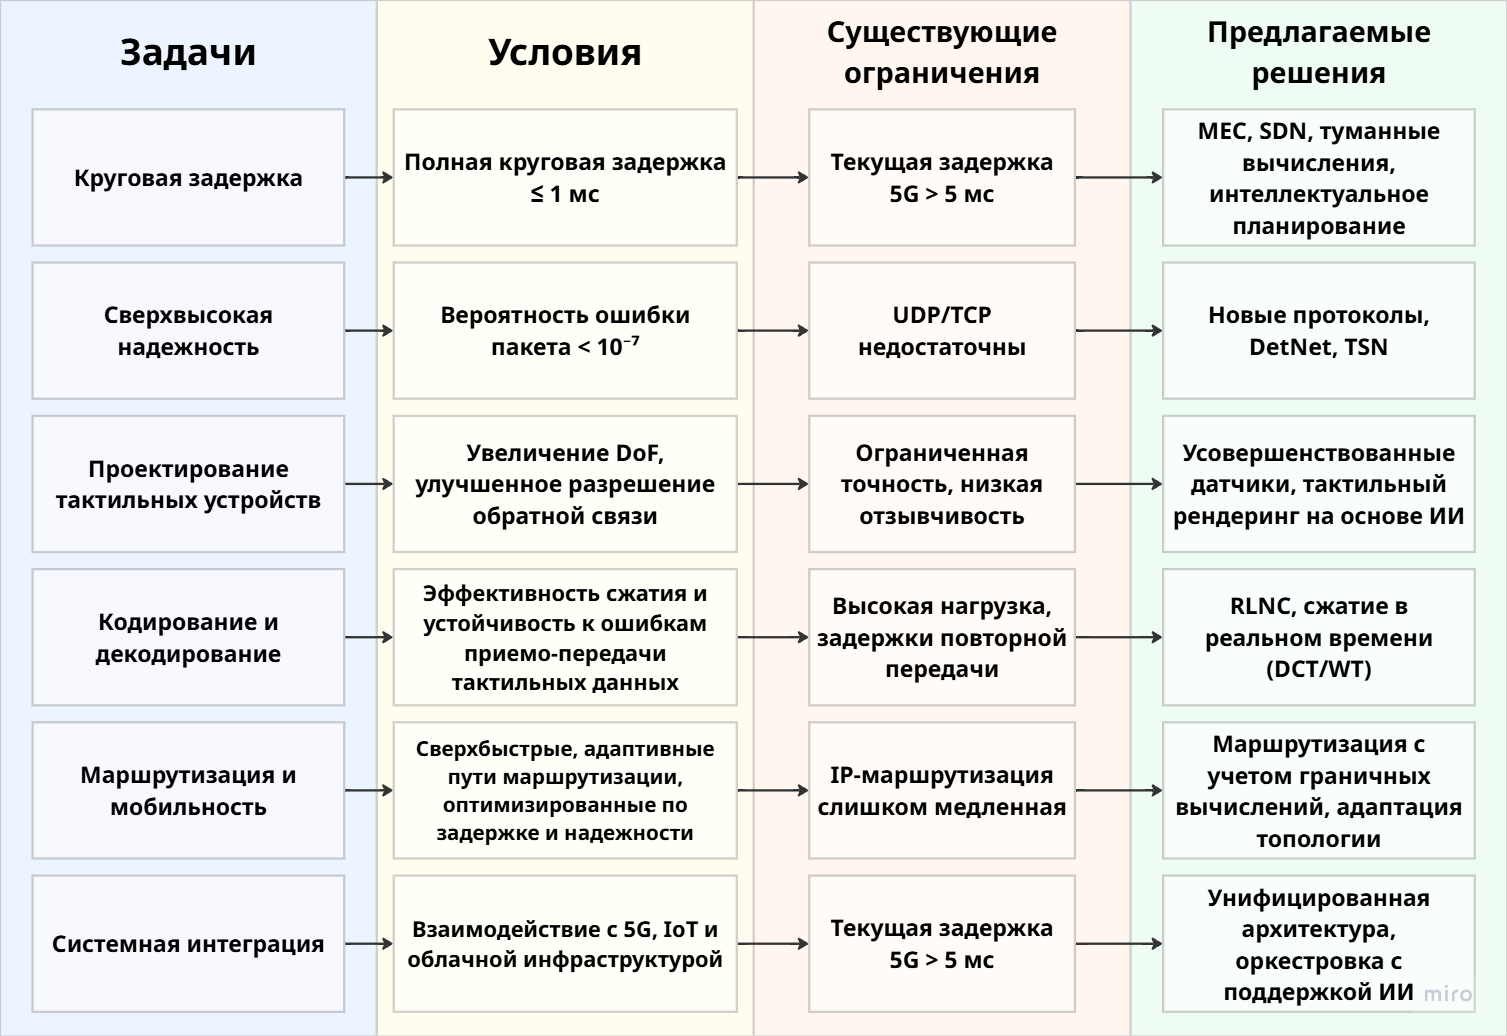 Задачи
Условия
Существующие
ограничения
Предлагаемые
решения
Круговая задержка
Полная круговая задержка
≤ 1 мс
Текущая задержка
5G > 5 мс
MEC, SDN, туманные
вычисления,
интеллектуальное
планирование
Сверхвысокая
надежность
Вероятность ошибки
пакета < 10⁻⁷
UDP/TCP
недостаточны
Новые протоколы,
DetNet, TSN
Проектирование
тактильных устройств
Увеличение DoF,
улучшенное разрешение
обратной связи
Ограниченная
точность, низкая
отзывчивость
Усовершенствованные
датчики, тактильный
рендеринг на основе ИИ
Кодирование и
декодирование
Эффективность сжатия и
устойчивость к ошибкам
приемо-передачи
тактильных данных
Высокая нагрузка,
задержки повторной
передачи
RLNC, сжатие в
реальном времени
(DCT/WT)
Маршрутизация и
мобильность
Сверхбыстрые, адаптивные
пути маршрутизации,
оптимизированные по
задержке и надежности
IP-маршрутизация
слишком медленная
Маршрутизация с
учетом граничных
вычислений, адаптация
топологии
Системная интеграция
Взаимодействие с 5G, IoT и
облачной инфраструктурой
Текущая задержка
5G > 5 мс
Унифицированная
архитектура,
оркестровка с
поддержкой ИИ
miro